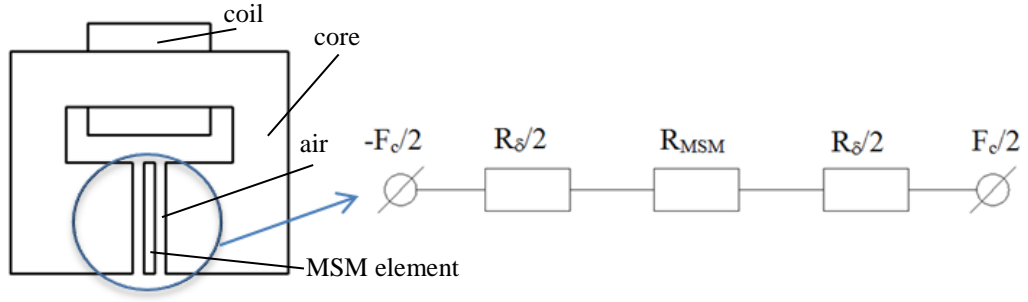 coil
core
air
MSM element
-Fc/2
Rδ/2
RMSM
Rδ/2
Fc/2